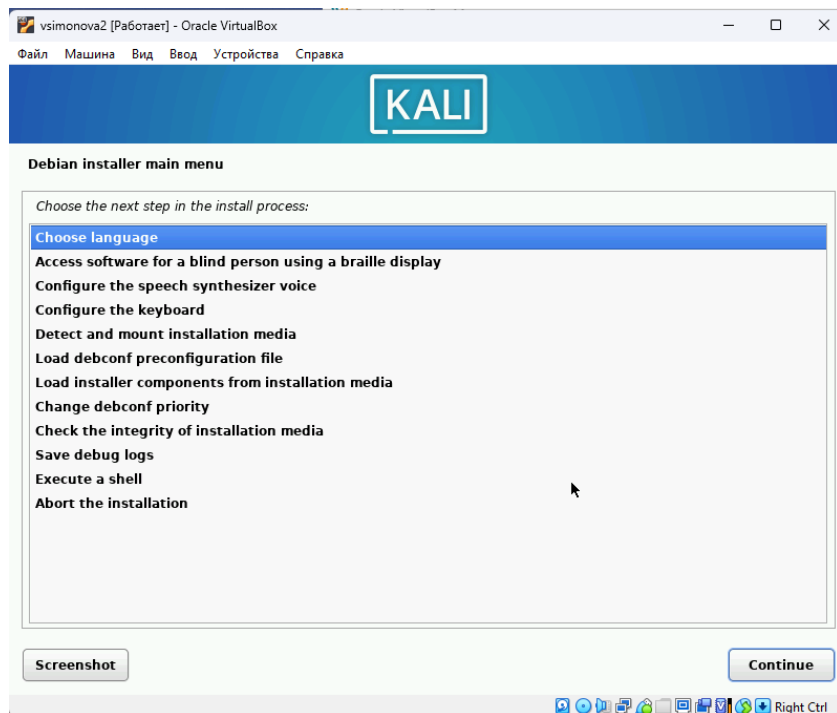 vsimonova2 [Работает] - Oracle VirtualBox
Файл Машина Вид Ввод Устройства Справка
KALI
Debian installer main menu
Choose the next step in the install process:
Choose language
Access software for a blind person using a braille display
Configure the speech synthesizer voice
Configure the keyboard
Detect and mount installation media
Load debconf preconfiguration file
Load installer components from installation media
Change debconf priority
Check the integrity of installation media
Save debug logs
Execute a shell
Abort the installation
Screenshot Continue
Right Ctrl